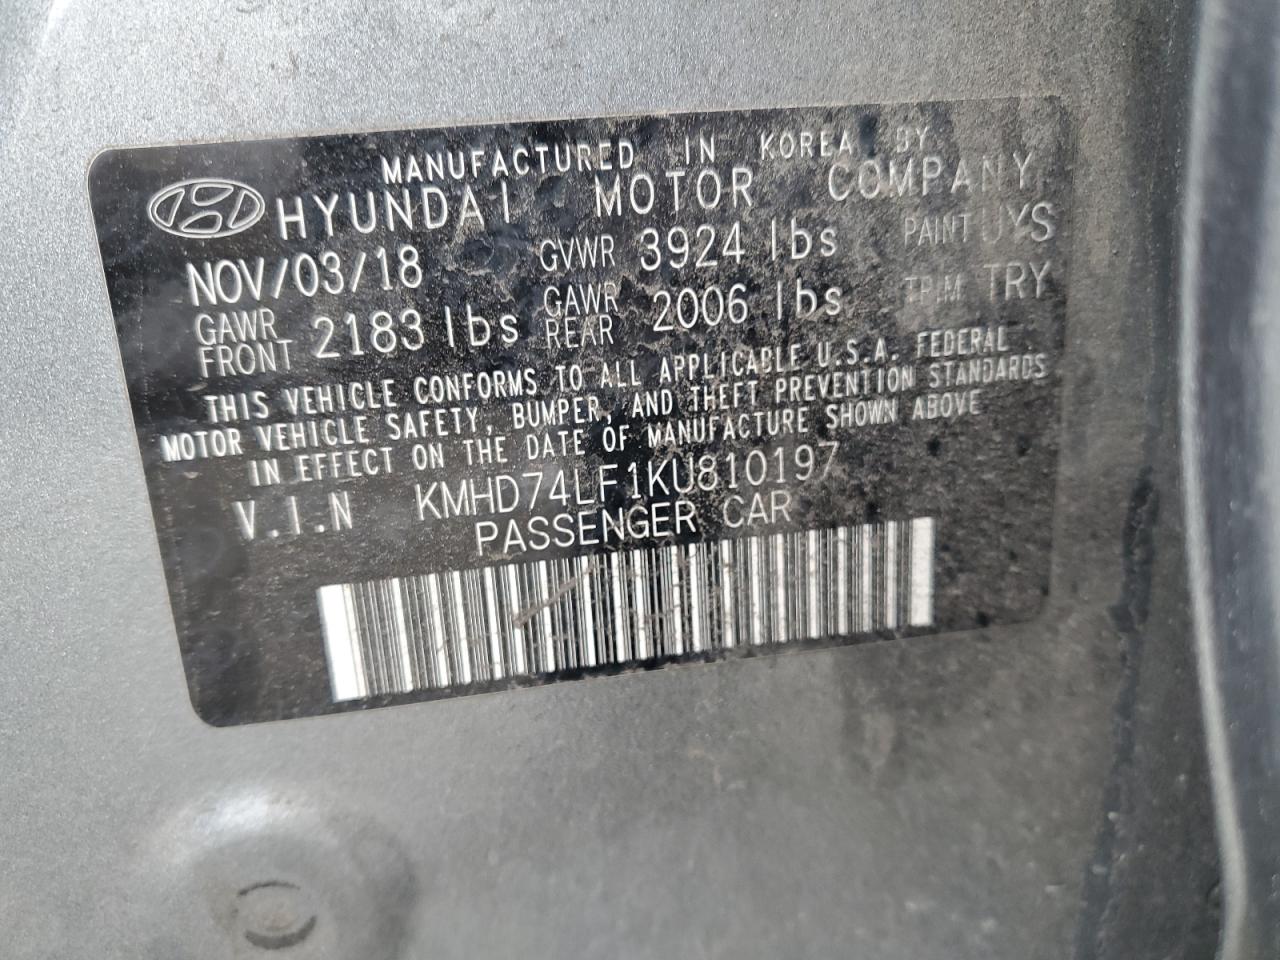 MANUFACTURED IN KOREA BY
HYUNDAI MOTOR COMPANY
NOV/03/18 GVWR 3924 lbs PAINT UYS
GAWR FRONT 2183 lbs GAWR REAR 2006 lbs TRIM TRY
THIS VEHICLE CONFORMS TO ALL APPLICABLE U.S.A. FEDERAL
MOTOR VEHICLE SAFETY, BUMPER, AND THEFT PREVENTION STANDARDS
IN EFFECT ON THE DATE OF MANUFACTURE SHOWN ABOVE
V.I.N KMHD74LF1KU810197
PASSENGER CAR